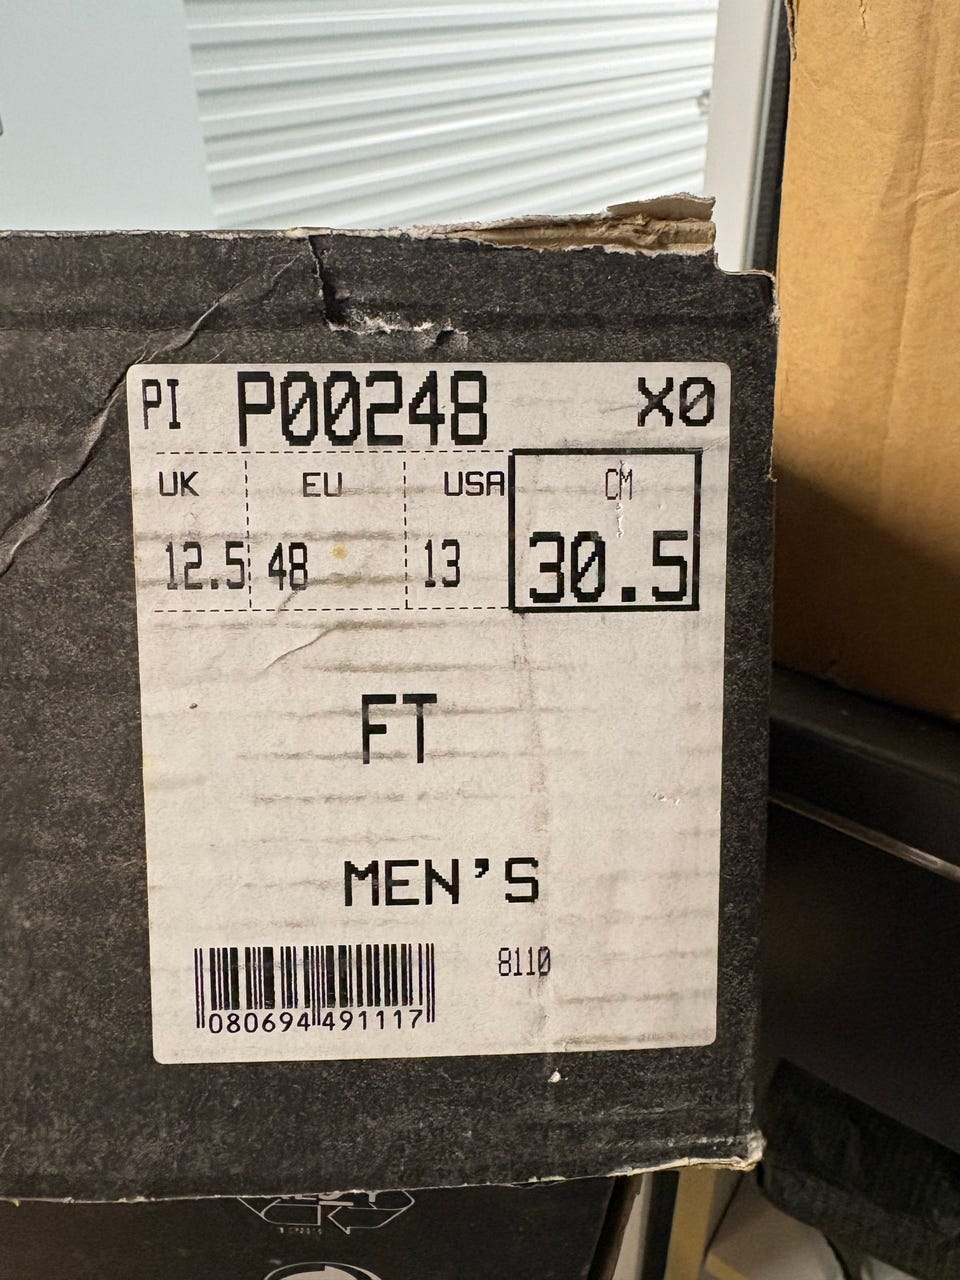 PI P00248 X0
UK EU USA CM
12.5 48 13 30.5
FT
MEN'S
8110
080694 491117